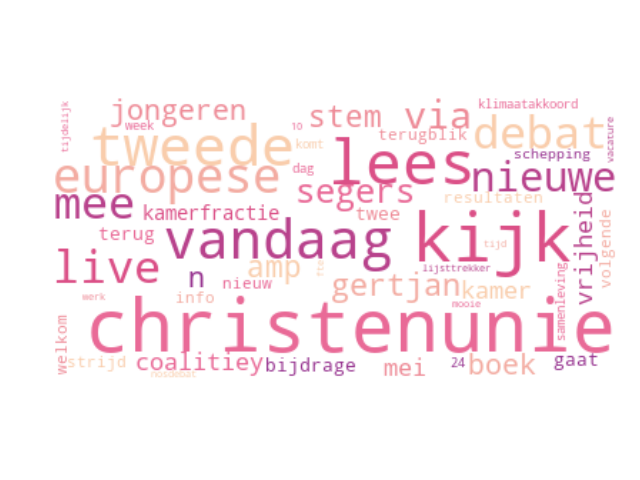 tijdelijk
jongeren
week
stem via
klimaatakkoord
10
terugblik
debat
vacature
tweede
komt
lees
schepping
europese
dag
segers
nieuwe
mee
kamerfractie
twee
resultaten
terug
vandaag
kijk
tijd
vrijheid
volgende
live
n
amp
lijsttrekker
nieuw
gertjan
kamer
samenleving
werk
info
mooie
christenunie
welkom
strijd
coalitiey
bijdrage
mei
24
boek
gaat
nosdebat